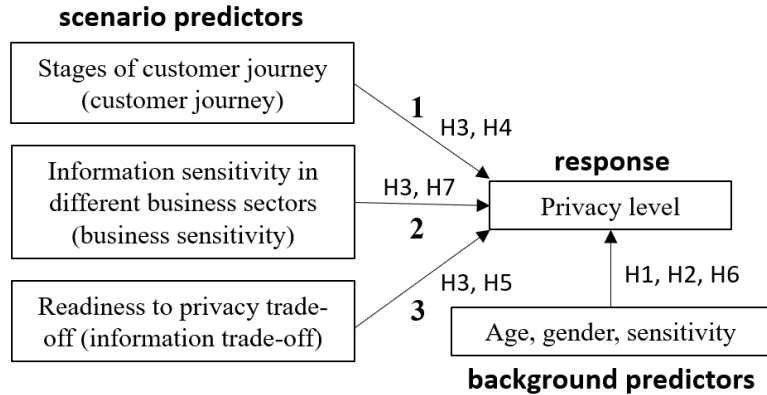 scenario predictors
Stages of customer journey
(customer journey)
1
H3, H4
Information sensitivity in
different business sectors
(business sensitivity)
H3, H7
2
response
Privacy level
Readiness to privacy trade-
off (information trade-off)
H3, H5
3
H1, H2, H6
Age, gender, sensitivity
background predictors